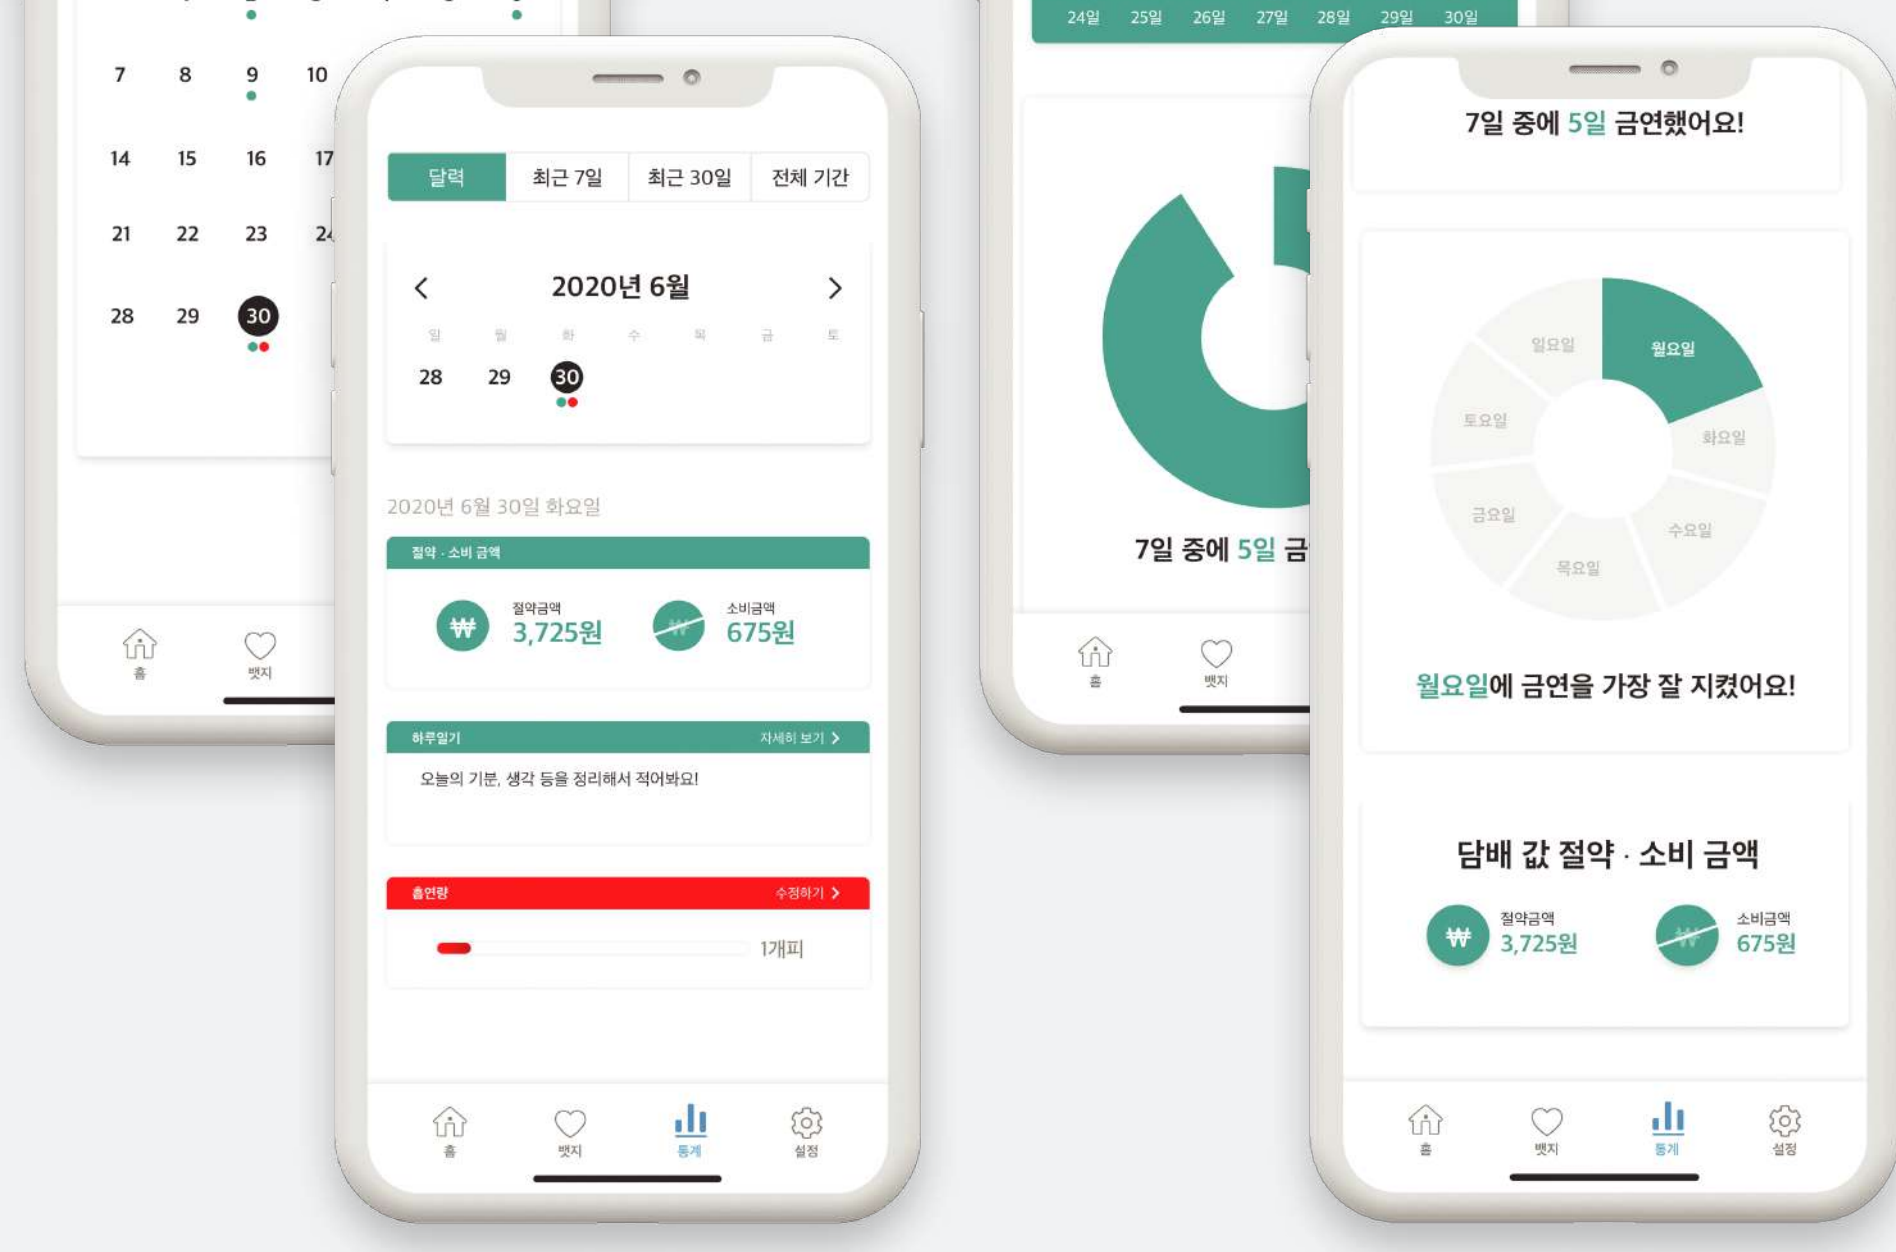 7 8 9 10
14 15 16 17
21 22 23
28 29 30
홈 뱃지
달력 최근 7일 최근 30일 전체 기간
2020년 6월
일 월 화 수 목 금 토
28 29 30
2020년 6월 30일 화요일
절약 · 소비 금액
절약금액 소비금액
₩ 3,725원 ₩ 675원
하루일기 자세히 보기
오늘의 기분, 생각 등을 정리해서 적어봐요!
흡연량 수정하기
1개피
홈 뱃지 통계 설정
24일 25일 26일 27일 28일 29일 30일
7일 중에 5일 금
홈 뱃지
7일 중에 5일 금연했어요!
일요일 월요일
토요일 화요일
금요일 수요일
목요일
월요일에 금연을 가장 잘 지켰어요!
담배 값 절약 · 소비 금액
절약금액 소비금액
₩ 3,725원 ₩ 675원
홈 뱃지 통계 설정